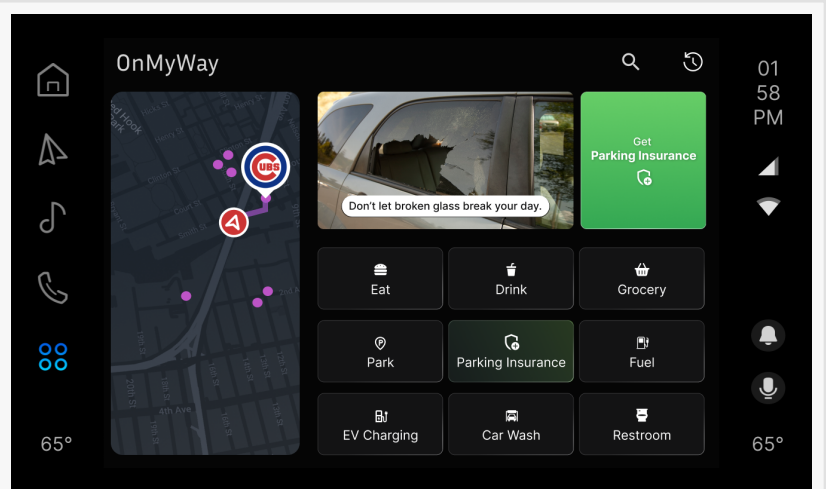 OnMyWay
01
58
PM
CUBS
Get
Parking Insurance
Don't let broken glass break your day.
Eat
Drink
Grocery
Park
Parking Insurance
Fuel
EV Charging
Car Wash
Restroom
4th Ave
65°
65°